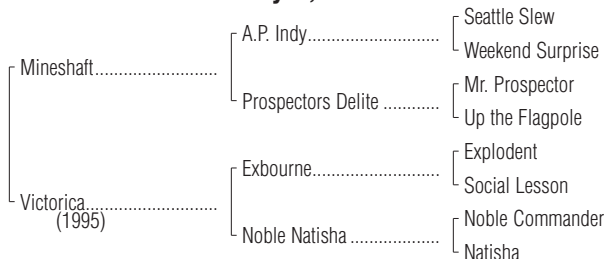 Seattle Slew
A.P. Indy..............................
Weekend Surprise
Mineshaft..........................
Mr. Prospector
Prospectors Delite ............
Up the Flagpole
Explodent
Exbourne...........................
Social Lesson
Victorica............................
(1995)
Noble Commander
Noble Natisha ...................
Natisha